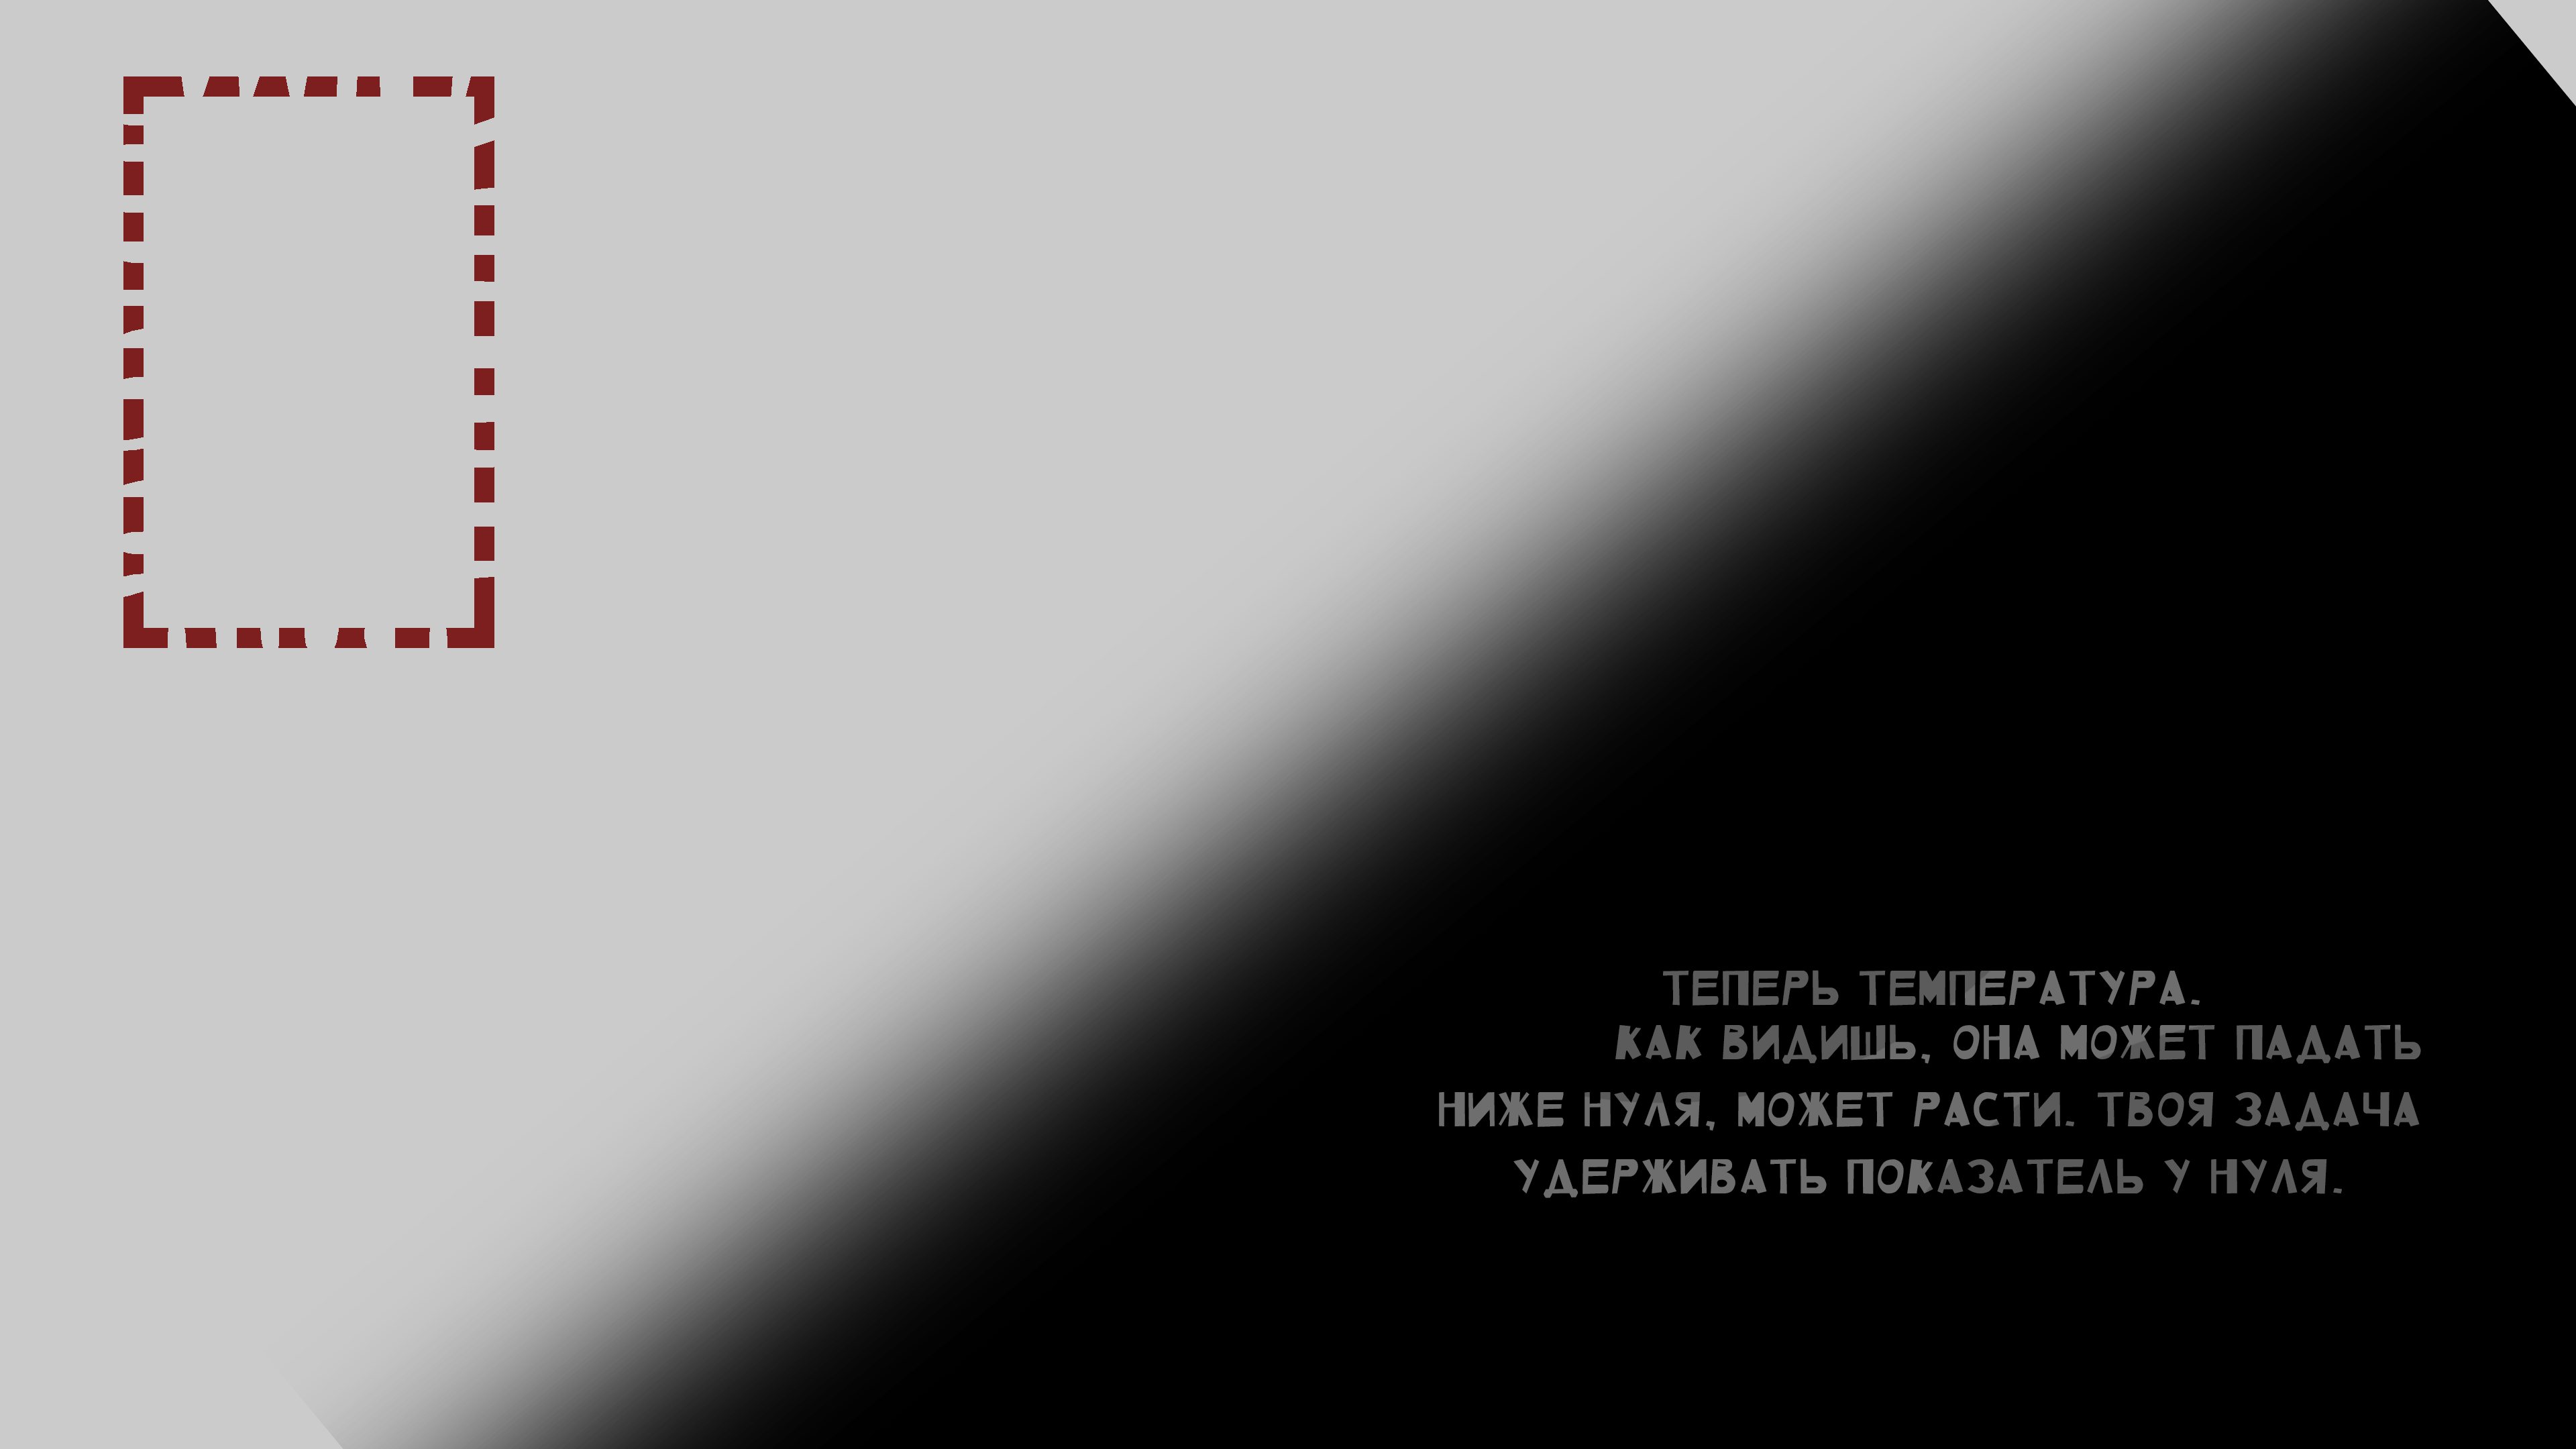 ТЕПЕРЬ ТЕМПЕРАТУРА.
КАК ВИДИШЬ, ОНА МОЖЕТ ПАДАТЬ
НИЖЕ НУЛЯ, МОЖЕТ РАСТИ. ТВОЯ ЗАДАЧА
УДЕРЖИВАТЬ ПОКАЗАТЕЛЬ У НУЛЯ.